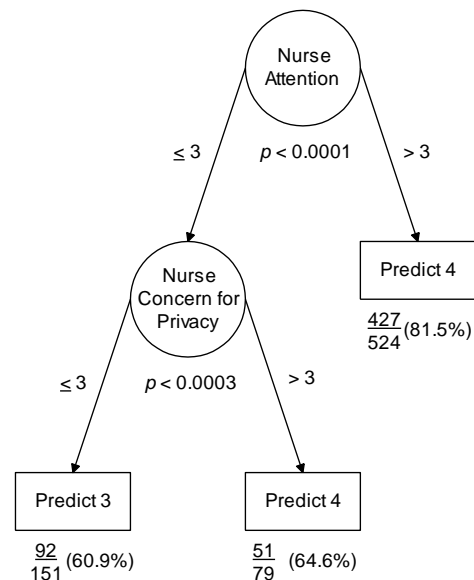 Nurse
Attention
≤ 3
p < 0.0001
> 3
Nurse
Concern for
Privacy
Predict 4
427
524 (81.5%)
≤ 3
p < 0.0003
> 3
Predict 3
Predict 4
92
151 (60.9%)
51
79 (64.6%)